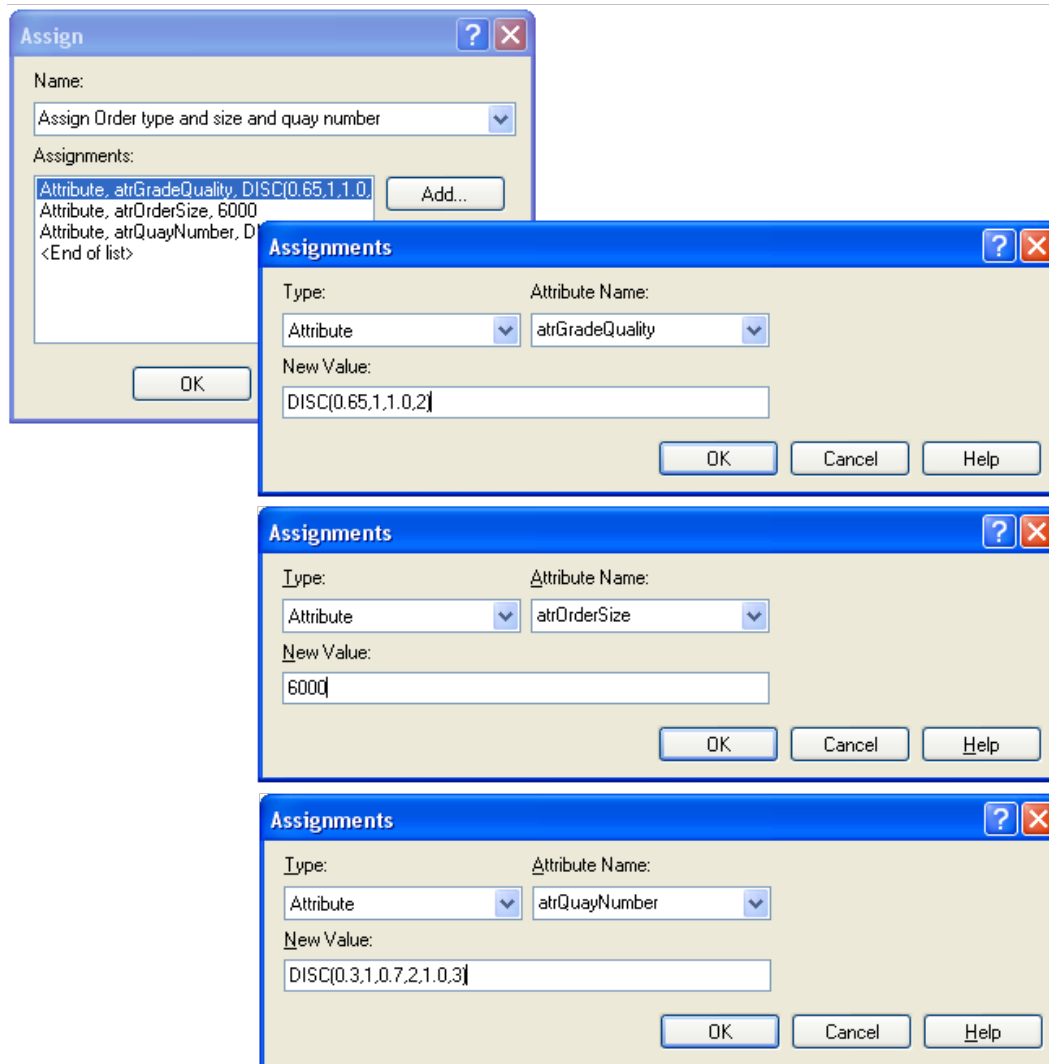 Assign
Name:
Assign Order type and size and quay number
Assignments:
Attribute, atrGradeQuality, DISC(0.65,1,1.0,
Add...
Attribute, atrOrderSize, 6000
Attribute, atrQuayNumber, D
<End of list>
OK
Assignments
Type: Attribute Name:
Attribute atrGradeQuality
New Value:
DISC(0.65,1,1.0,2)
OK Cancel Help
Assignments
Type: Attribute Name:
Attribute atrOrderSize
New Value:
6000
OK Cancel Help
Assignments
Type: Attribute Name:
Attribute atrQuayNumber
New Value:
DISC(0.3,1,0.7,2,1.0,3)
OK Cancel Help